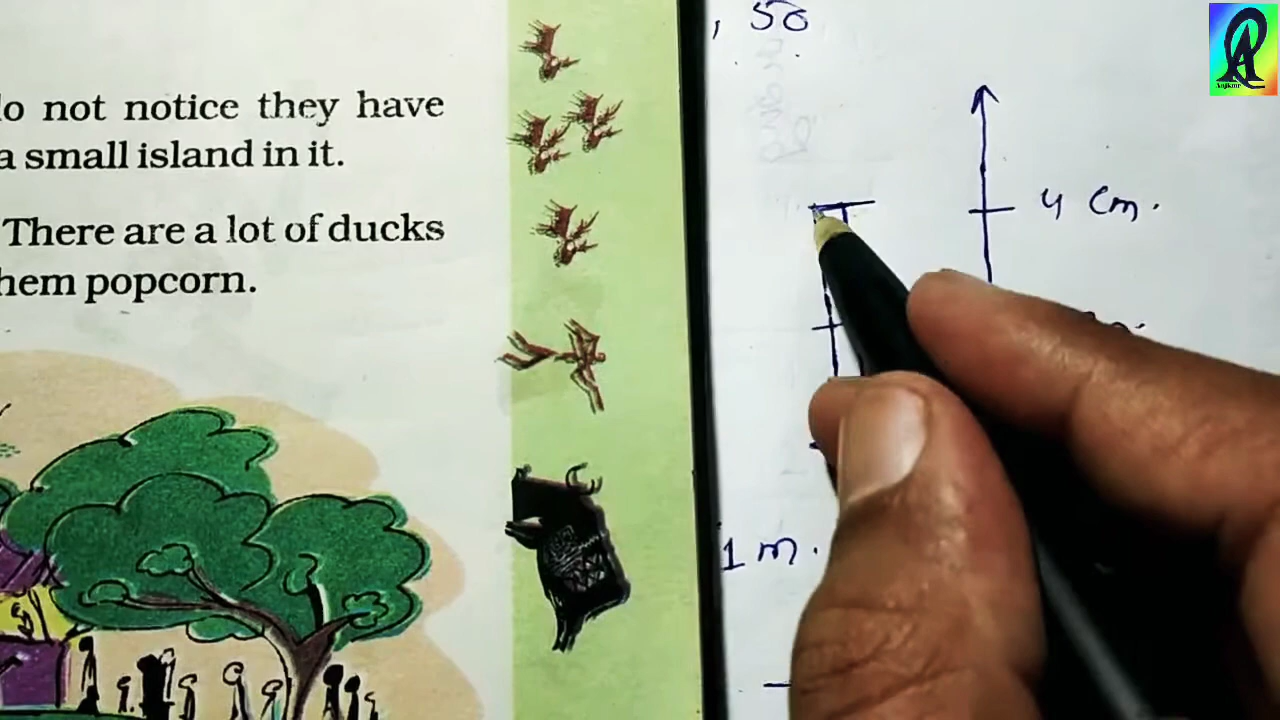 do not notice they have
a small island in it.
There are a lot of ducks
hem popcorn.
, 50
4 cm.
1 m.